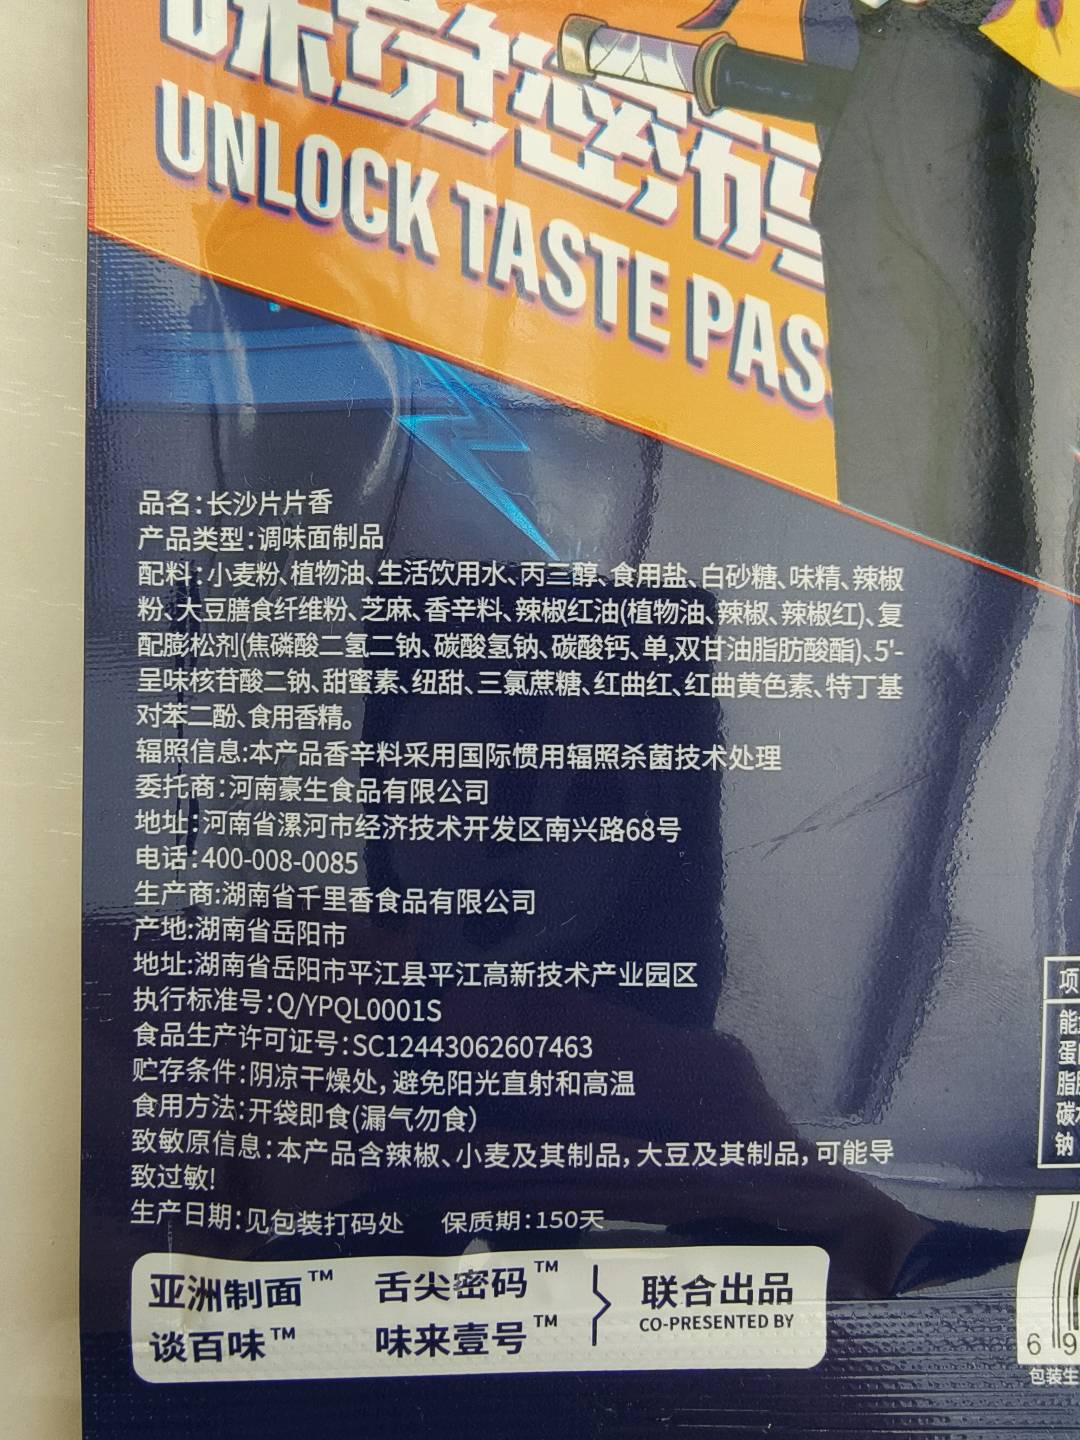 味觉密码
UNLOCK TASTE PAS
品名:长沙片片香
产品类型:调味面制品
配料:小麦粉、植物油、生活饮用水、丙三醇、食用盐、白砂糖、味精、辣椒
粉、大豆膳食纤维粉、芝麻、香辛料、辣椒红油(植物油、辣椒、辣椒红)、复
配膨松剂(焦磷酸二氢二钠、碳酸氢钠、碳酸钙、单,双甘油脂肪酸酯)、5'-
呈味核苷酸二钠、甜蜜素、纽甜、三氯蔗糖、红曲红、红曲黄色素、特丁基
对苯二酚、食用香精。
辐照信息:本产品香辛料采用国际惯用辐照杀菌技术处理
委托商:河南豪生食品有限公司
地址:河南省漯河市经济技术开发区南兴路68号
电话:400-008-0085
生产商:湖南省千里香食品有限公司
产地:湖南省岳阳市
地址:湖南省岳阳市平江县平江高新技术产业园区
执行标准号:Q/YPQL0001S
食品生产许可证号:SC12443062607463
贮存条件:阴凉干燥处,避免阳光直射和高温
食用方法:开袋即食(漏气勿食)
致敏原信息:本产品含辣椒、小麦及其制品,大豆及其制品,可能导
致过敏!
生产日期:见包装打码处 保质期:150天
亚洲制面™ 舌尖密码™
谈百味™ 味来壹号™
联合出品
CO-PRESENTED BY
项
能
蛋
脂
碳
钠
6 9
包装生